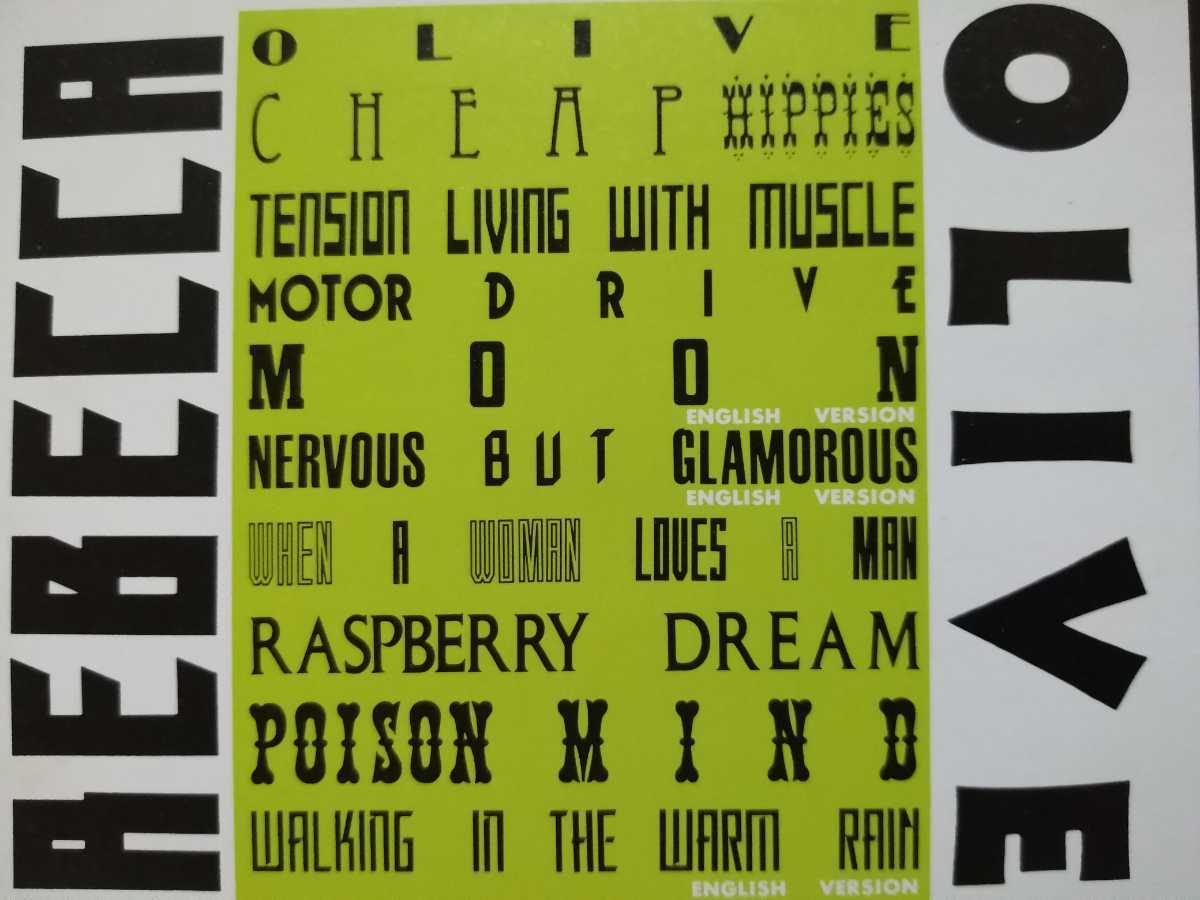 REBECCA
OLIVE
CHEAP HIPPIES
TENSION LIVING WITH MUSCLE
MOTOR DRIVE
MOON
ENGLISH VERSION
NERVOUS BUT GLAMOROUS
ENGLISH VERSION
WHEN A WOMAN LOVES A MAN
RASPBERRY DREAM
POISON MIND
WALKING IN THE WARM RAIN
ENGLISH VERSION
OLIVE